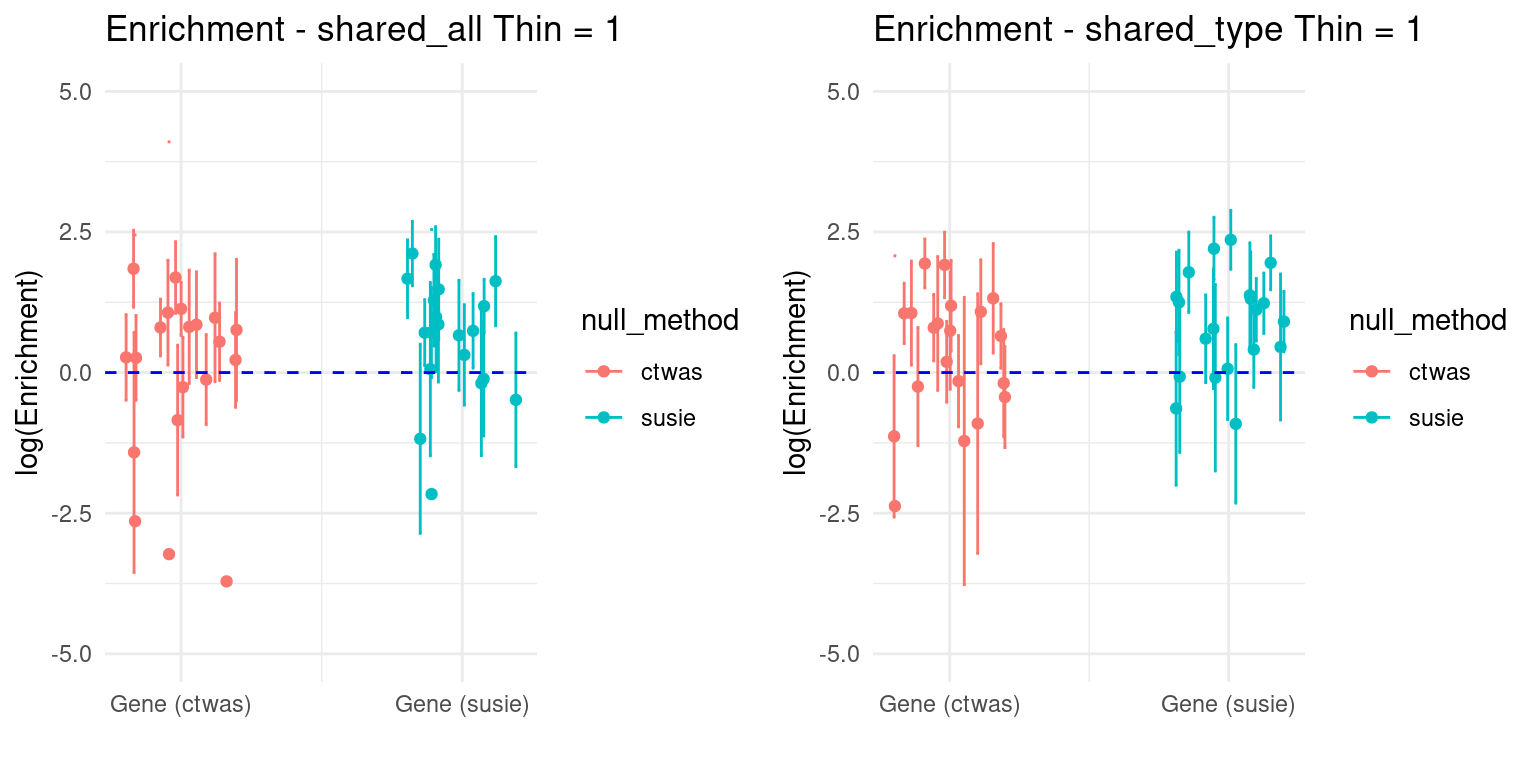 Enrichment - shared_all Thin = 1
log(Enrichment)
5.0
2.5
0.0
-2.5
-5.0
Gene (ctwas)
Gene (susie)
null_method
ctwas
susie
Enrichment - shared_type Thin = 1
log(Enrichment)
5.0
2.5
0.0
-2.5
-5.0
Gene (ctwas)
Gene (susie)
null_method
ctwas
susie